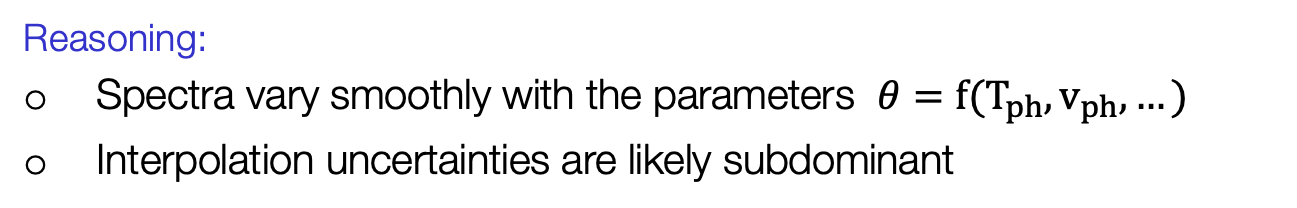 Reasoning:
○ Spectra vary smoothly with the parameters θ = f(Tph, vph, … )
○ Interpolation uncertainties are likely subdominant